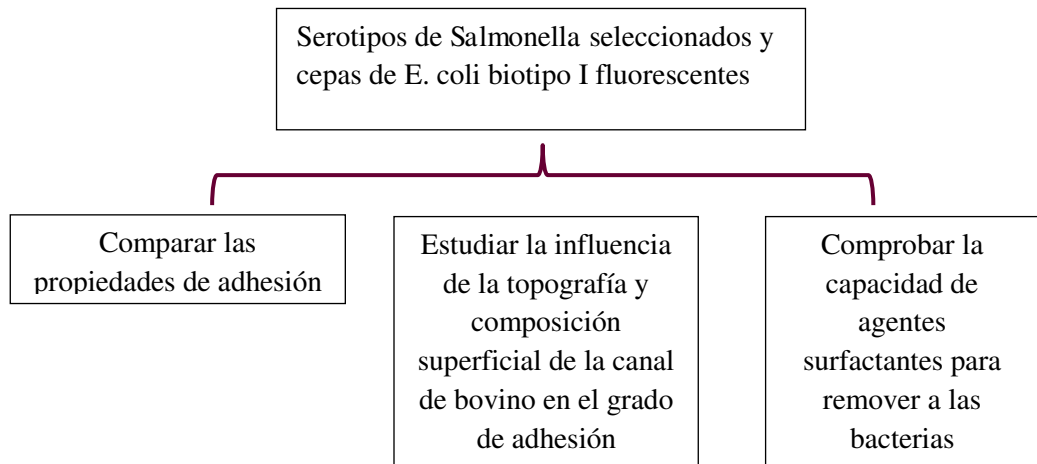 Serotipos de Salmonella seleccionados y
cepas de E. coli biotipo I fluorescentes
Comparar las
propiedades de adhesión
Estudiar la influencia
de la topografía y
composición
superficial de la canal
de bovino en el grado
de adhesión
Comprobar la
capacidad de
agentes
surfactantes para
remover a las
bacterias